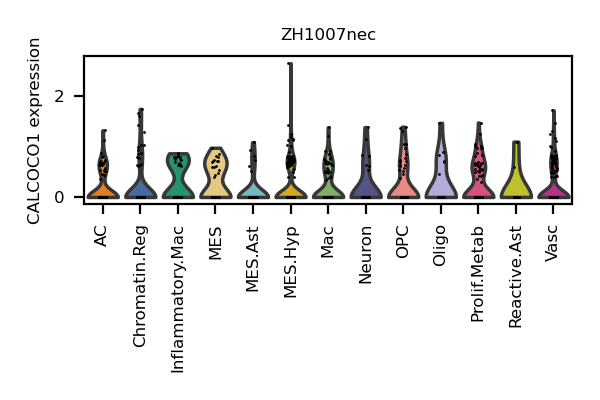 ZH1007nec
CALCOCO1 expression
2
0
AC
Chromatin.Reg
Inflammatory.Mac
MES
MES.Ast
MES.Hyp
Mac
Neuron
OPC
Oligo
Prolif.Metab
Reactive.Ast
Vasc